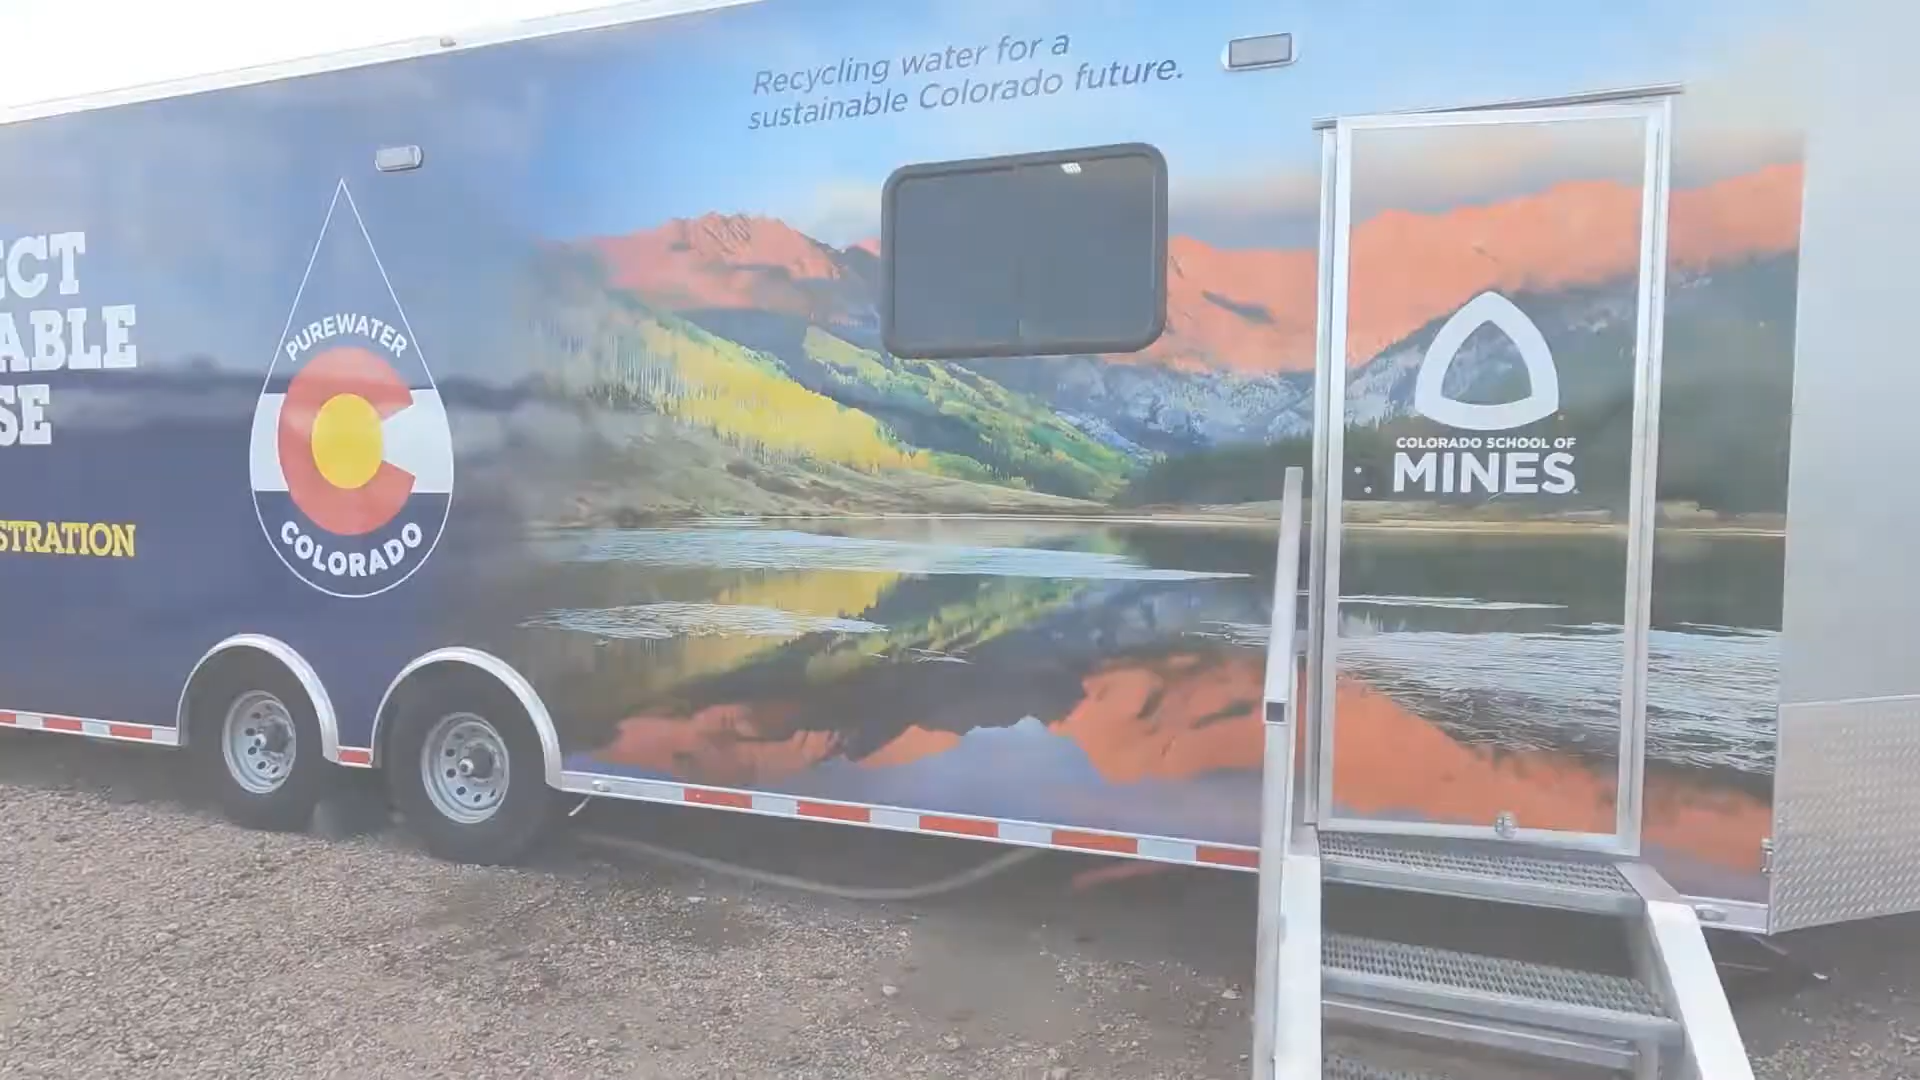 Recycling water for a
sustainable Colorado future.
ECT
ABLE
SE
STRATION
PUREWATER
COLORADO
COLORADO SCHOOL OF
MINES